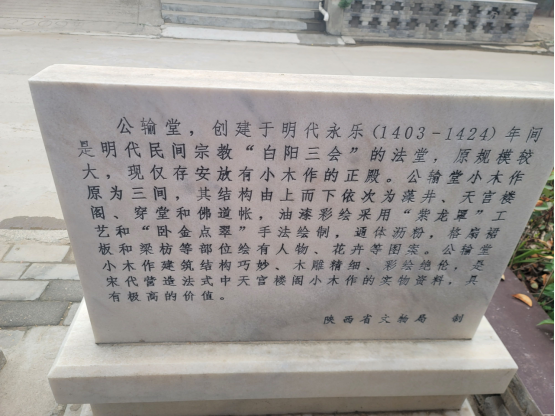 公输堂，创建于明代永乐(1403-1424)年间
是明代民间宗教“白阳三会”的法堂，原规模较
大，现仅存安放有小木作的正殿。公输堂小木作
原为三间，其结构由上而下依次为藻井、天宫楼
阁、穿堂和佛道帐，油漆彩绘采用“紫龙罩”工
艺和“卧金点翠”手法绘制，通体沥粉，格扇裙
板和梁枋等部位绘有人物、花卉等图案。公输堂
小木作建筑结构巧妙、木雕精细、彩绘绝伦，是
宋代营造法式中天宫楼阁小木作的实物资料，具
有极高的价值。
陕西省文物局 制